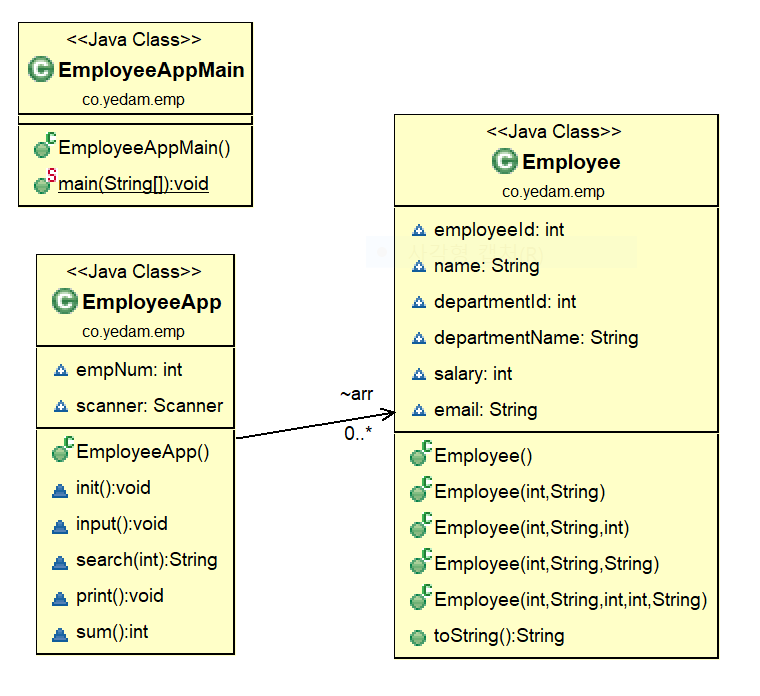 <<Java Class>>
EmployeeAppMain
co.yedam.emp
EmployeeAppMain()
main(String[]):void
<<Java Class>>
EmployeeApp
co.yedam.emp
empNum: int
scanner: Scanner
EmployeeApp()
init():void
input():void
search(int):String
print():void
sum():int
~arr
0..*
<<Java Class>>
Employee
co.yedam.emp
employeeId: int
name: String
departmentId: int
departmentName: String
salary: int
email: String
Employee()
Employee(int,String)
Employee(int,String,int)
Employee(int,String,String)
Employee(int,String,int,int,String)
toString():String